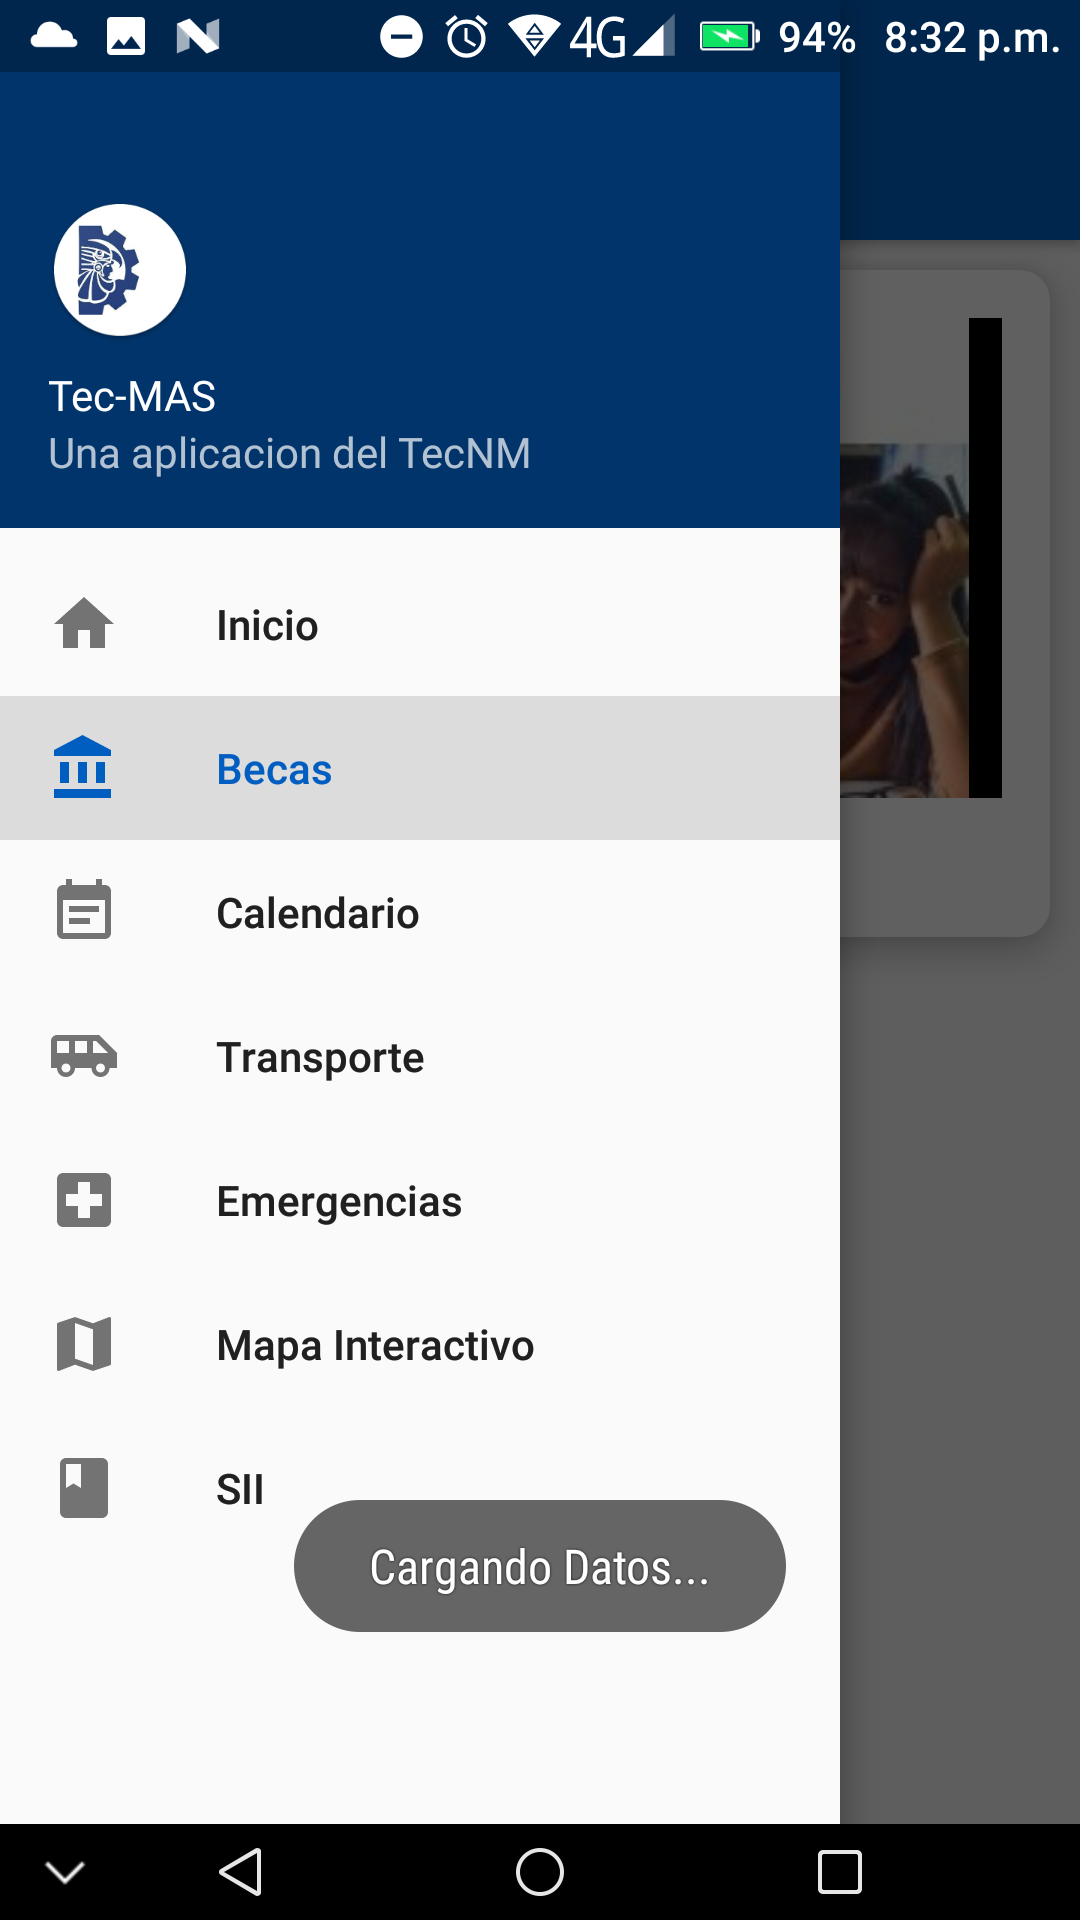 4G 94% 8:32 p.m.
Tec-MAS
Una aplicacion del TecNM
Inicio
Becas
Calendario
Transporte
Emergencias
Mapa Interactivo
SII
Cargando Datos...